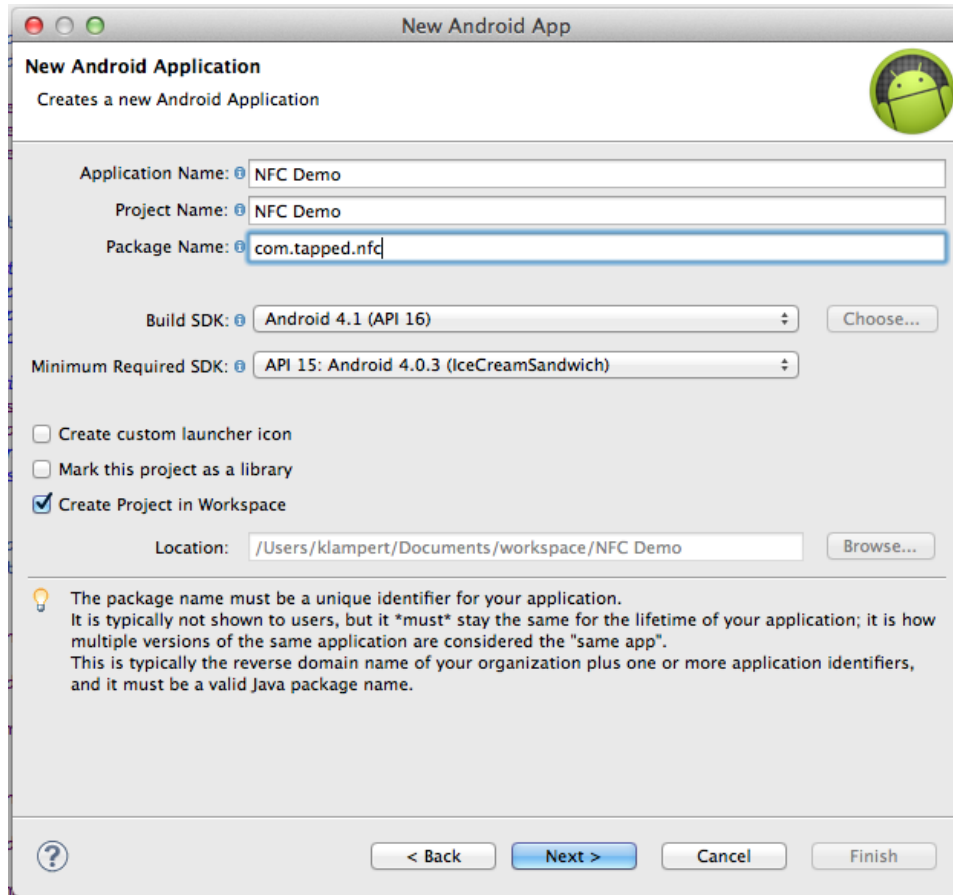 New Android App
New Android Application
Creates a new Android Application
Application Name: NFC Demo
Project Name: NFC Demo
Package Name: com.tapped.nfc
Build SDK: Android 4.1 (API 16) Choose...
Minimum Required SDK: API 15: Android 4.0.3 (IceCreamSandwich)
Create custom launcher icon
Mark this project as a library
Create Project in Workspace
Location: /Users/klampert/Documents/workspace/NFC Demo Browse...
The package name must be a unique identifier for your application.
It is typically not shown to users, but it *must* stay the same for the lifetime of your application; it is how
multiple versions of the same application are considered the "same app".
This is typically the reverse domain name of your organization plus one or more application identifiers,
and it must be a valid Java package name.
? < Back Next > Cancel Finish